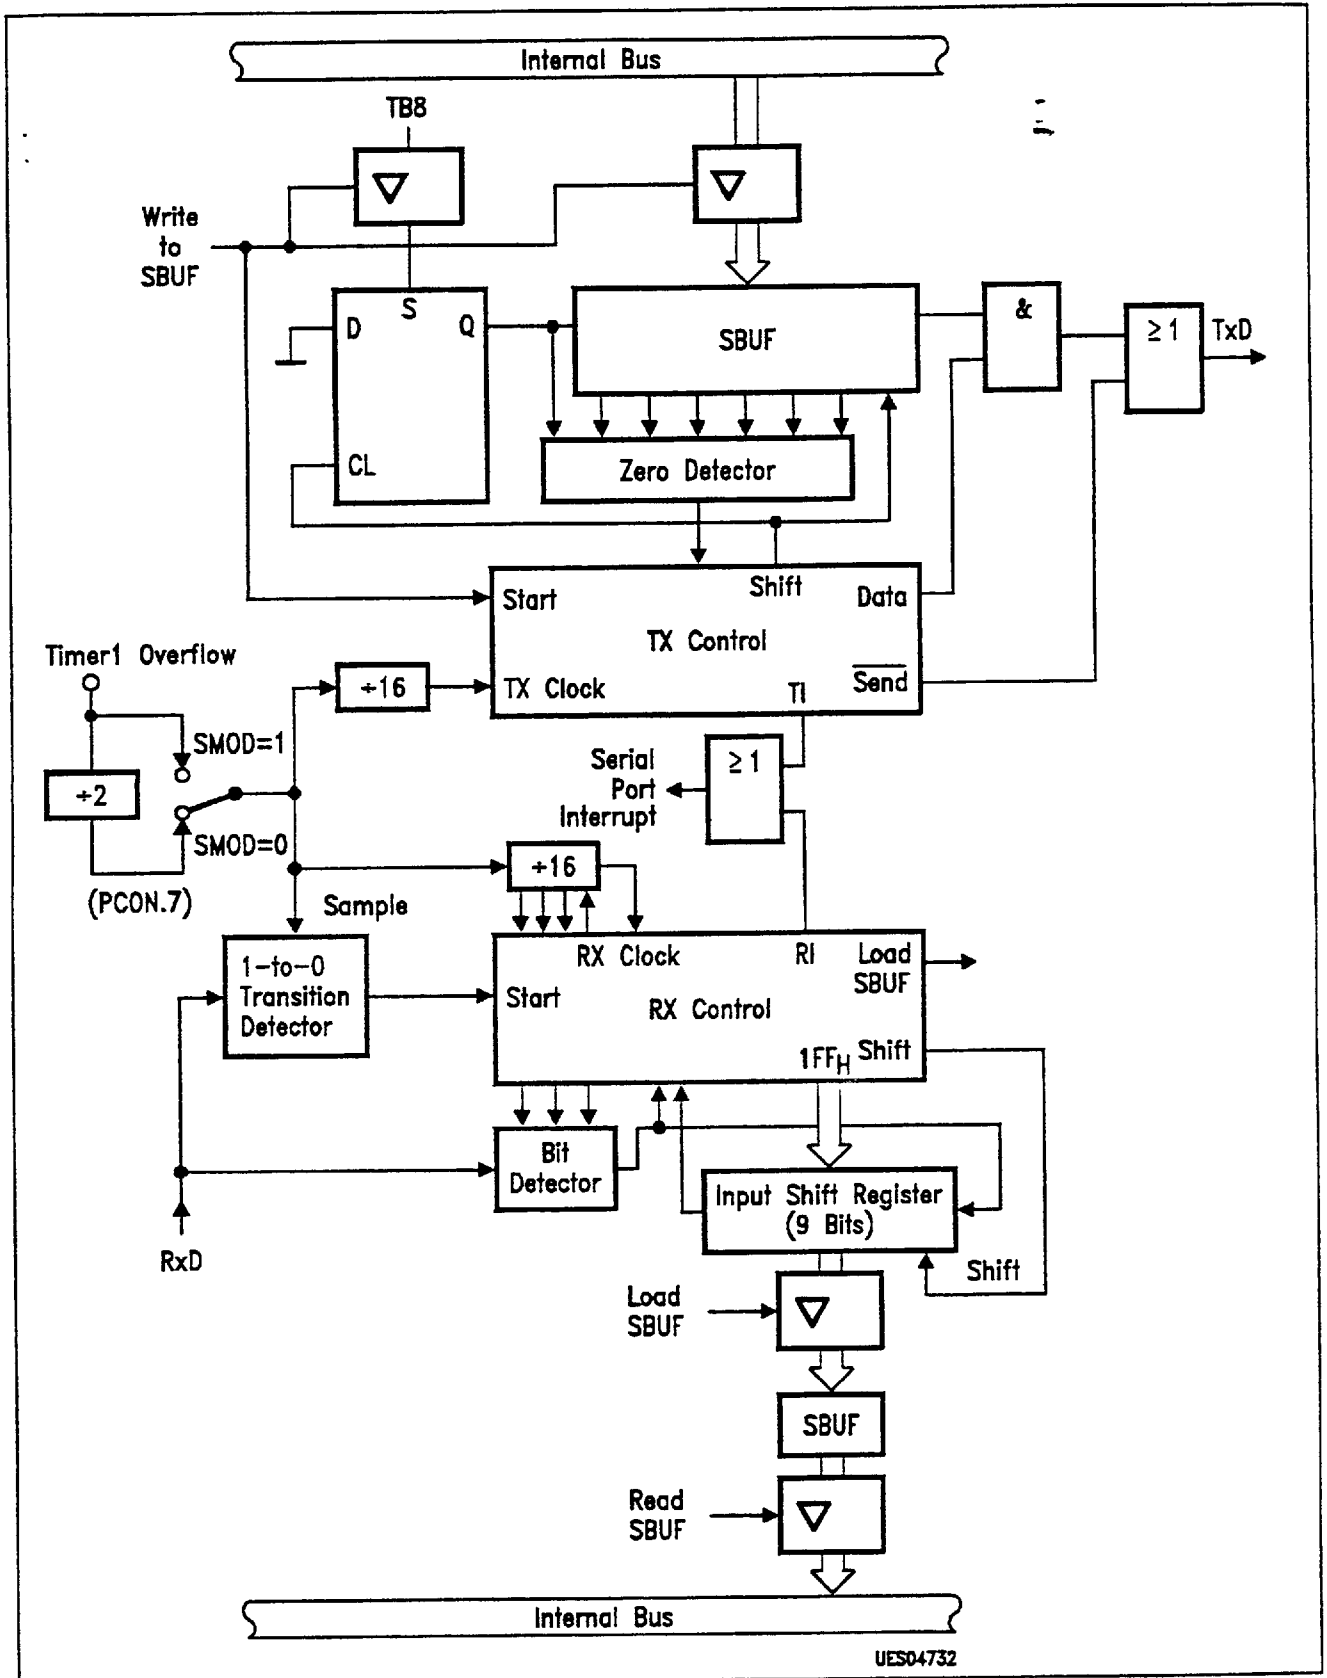 Internal Bus
TB8
Write
to
SBUF
S
D
Q
CL
SBUF
&
≥1
TxD
Zero Detector
Shift
Start
Data
TX Control
TX Clock
TI
Send
Timer1 Overflow
÷16
SMOD=1
÷2
SMOD=0
(PCON.7)
Serial
Port
Interrupt
≥1
÷16
Sample
1-to-0
Transition
Detector
RX Clock
RI
Load
SBUF
Start
RX Control
1FFH
Shift
Bit
Detector
Input Shift Register
(9 Bits)
RxD
Shift
Load
SBUF
SBUF
Read
SBUF
Internal Bus
UES04732